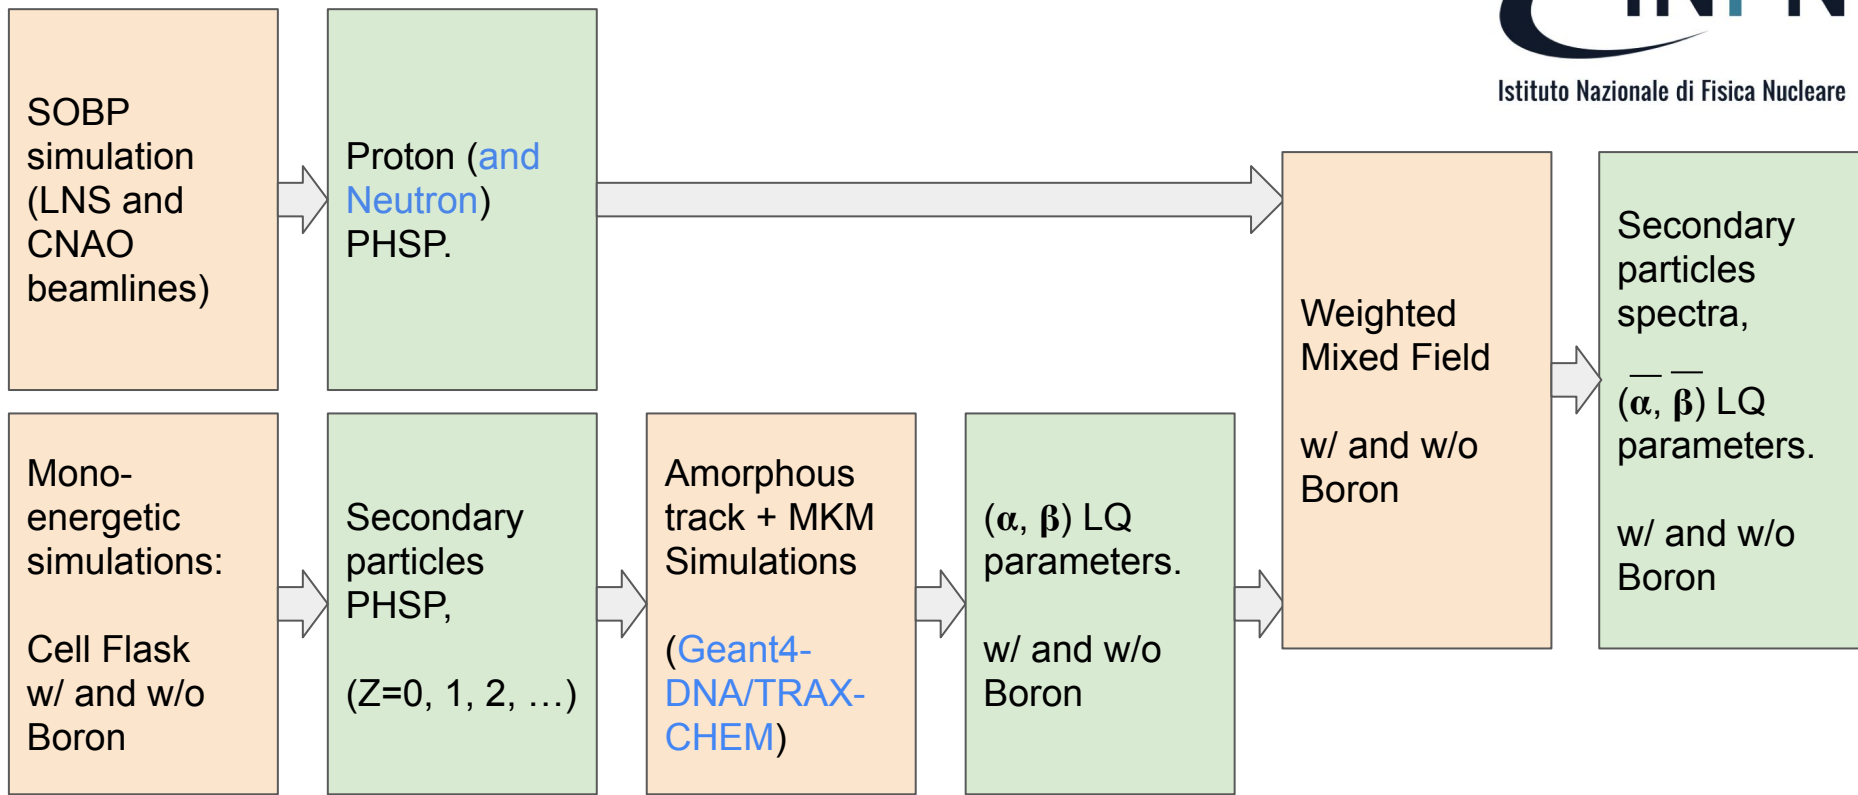 INFN
Istituto Nazionale di Fisica Nucleare
SOBP
simulation
(LNS and
CNAO
beamlines)
Proton (and
Neutron)
PHSP.
Weighted
Mixed Field
w/ and w/o
Boron
Secondary
particles
spectra,
(α̅, β̅) LQ
parameters.
w/ and w/o
Boron
Mono-
energetic
simulations:
Cell Flask
w/ and w/o
Boron
Secondary
particles
PHSP,
(Z=0, 1, 2, …)
Amorphous
track + MKM
Simulations
(Geant4-
DNA/TRAX-
CHEM)
(α, β) LQ
parameters.
w/ and w/o
Boron